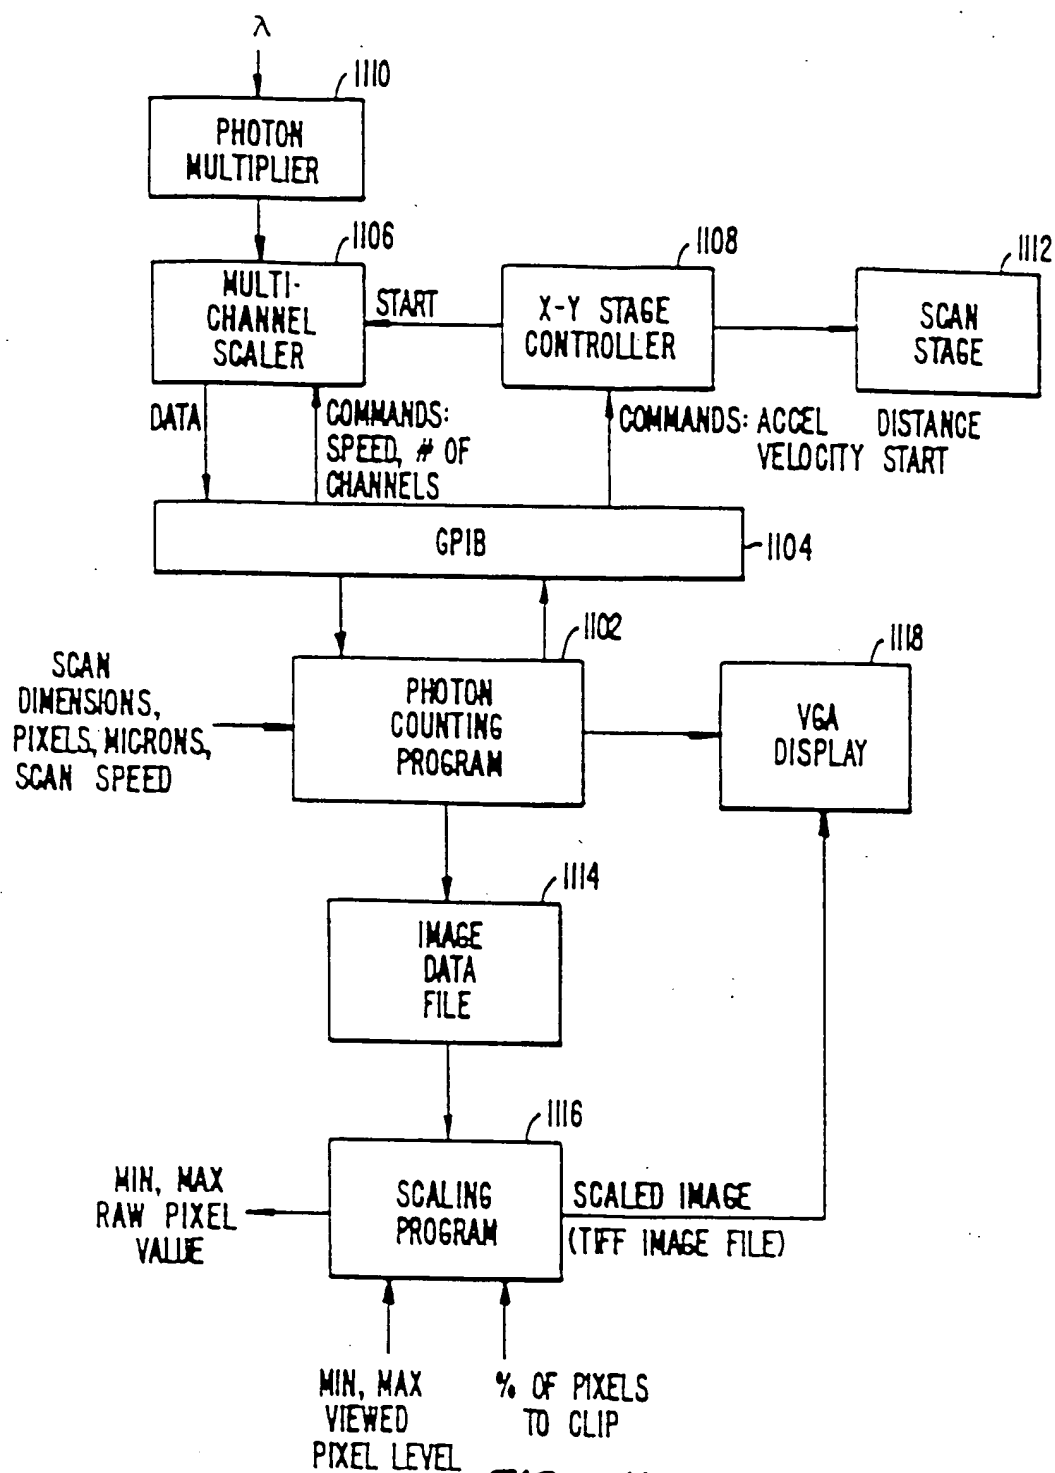 λ
1110
PHOTON
MULTIPLIER
1106
MULTI-
CHANNEL
SCALER
START
1108
X-Y STAGE
CONTROLLER
1112
SCAN
STAGE
DATA
COMMANDS:
SPEED, # OF
CHANNELS
COMMANDS: ACCEL DISTANCE
VELOCITY START
GPIB
1104
1102
SCAN
DIMENSIONS,
PIXELS, MICRONS,
SCAN SPEED
PHOTON
COUNTING
PROGRAM
1118
VGA
DISPLAY
1114
IMAGE
DATA
FILE
1116
MIN, MAX
RAW PIXEL
VALUE
SCALING
PROGRAM
SCALED IMAGE
(TIFF IMAGE FILE)
MIN, MAX
VIEWED
PIXEL LEVEL
% OF PIXELS
TO CLIP